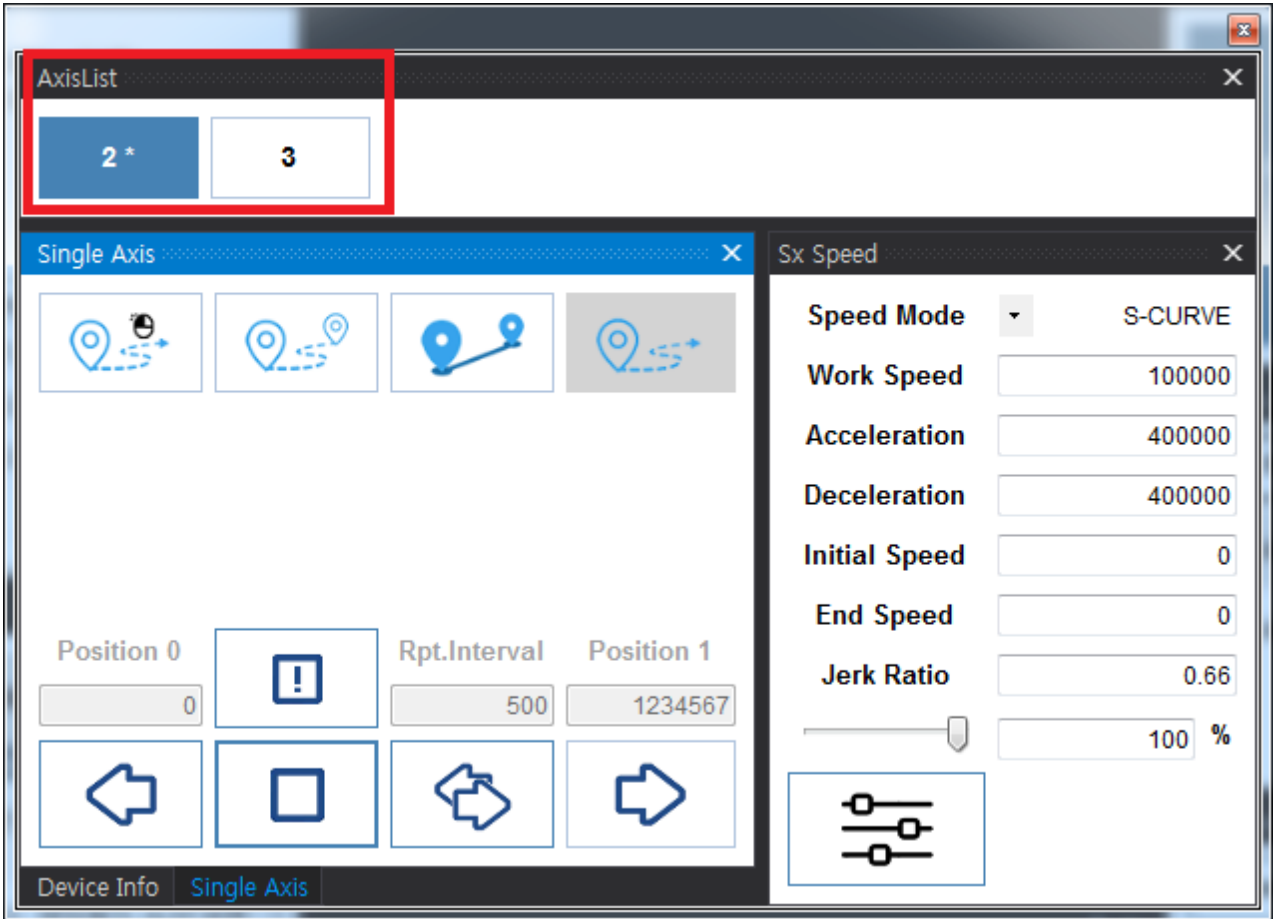 AxisList
2 *
3
Single Axis
Position 0
Rpt.Interval
Position 1
0
500
1234567
Device Info
Single Axis
Sx Speed
Speed Mode
S-CURVE
Work Speed
100000
Acceleration
400000
Deceleration
400000
Initial Speed
0
End Speed
0
Jerk Ratio
0.66
100 %